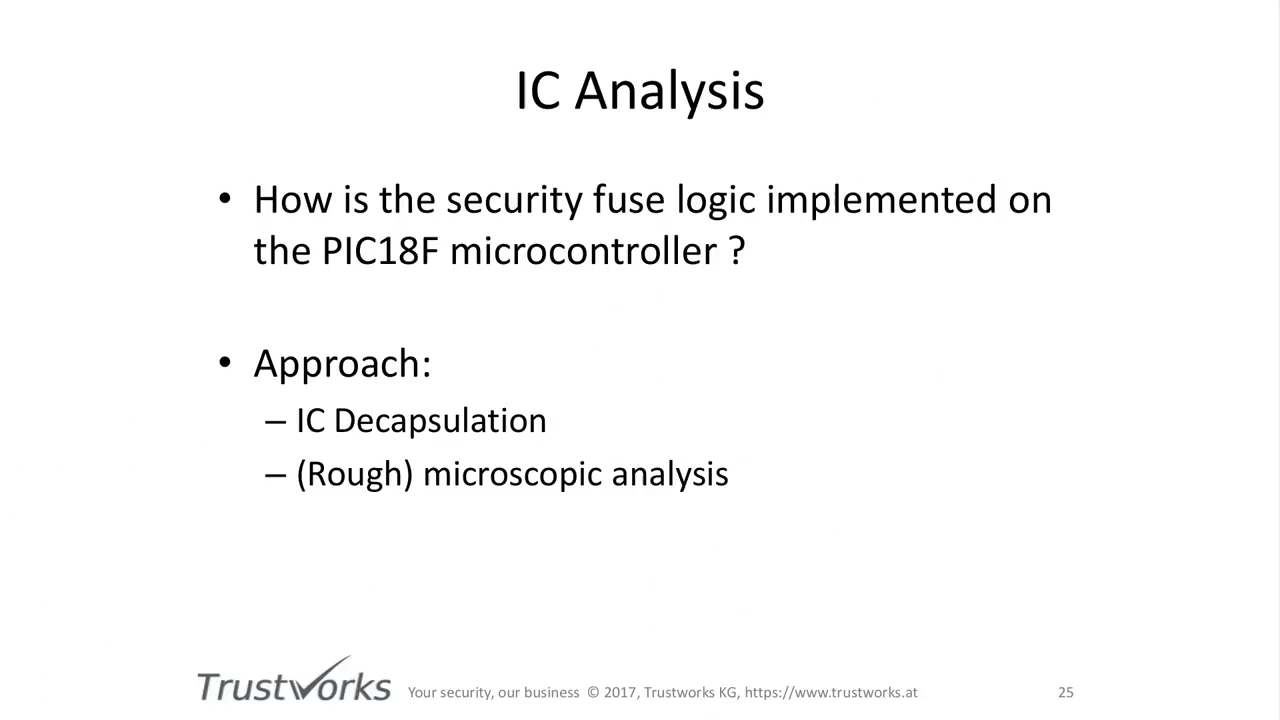 IC Analysis
• How is the security fuse logic implemented on
the PIC18F microcontroller ?
• Approach:
– IC Decapsulation
– (Rough) microscopic analysis
Trustworks Your security, our business © 2017, Trustworks KG, https://www.trustworks.at 25